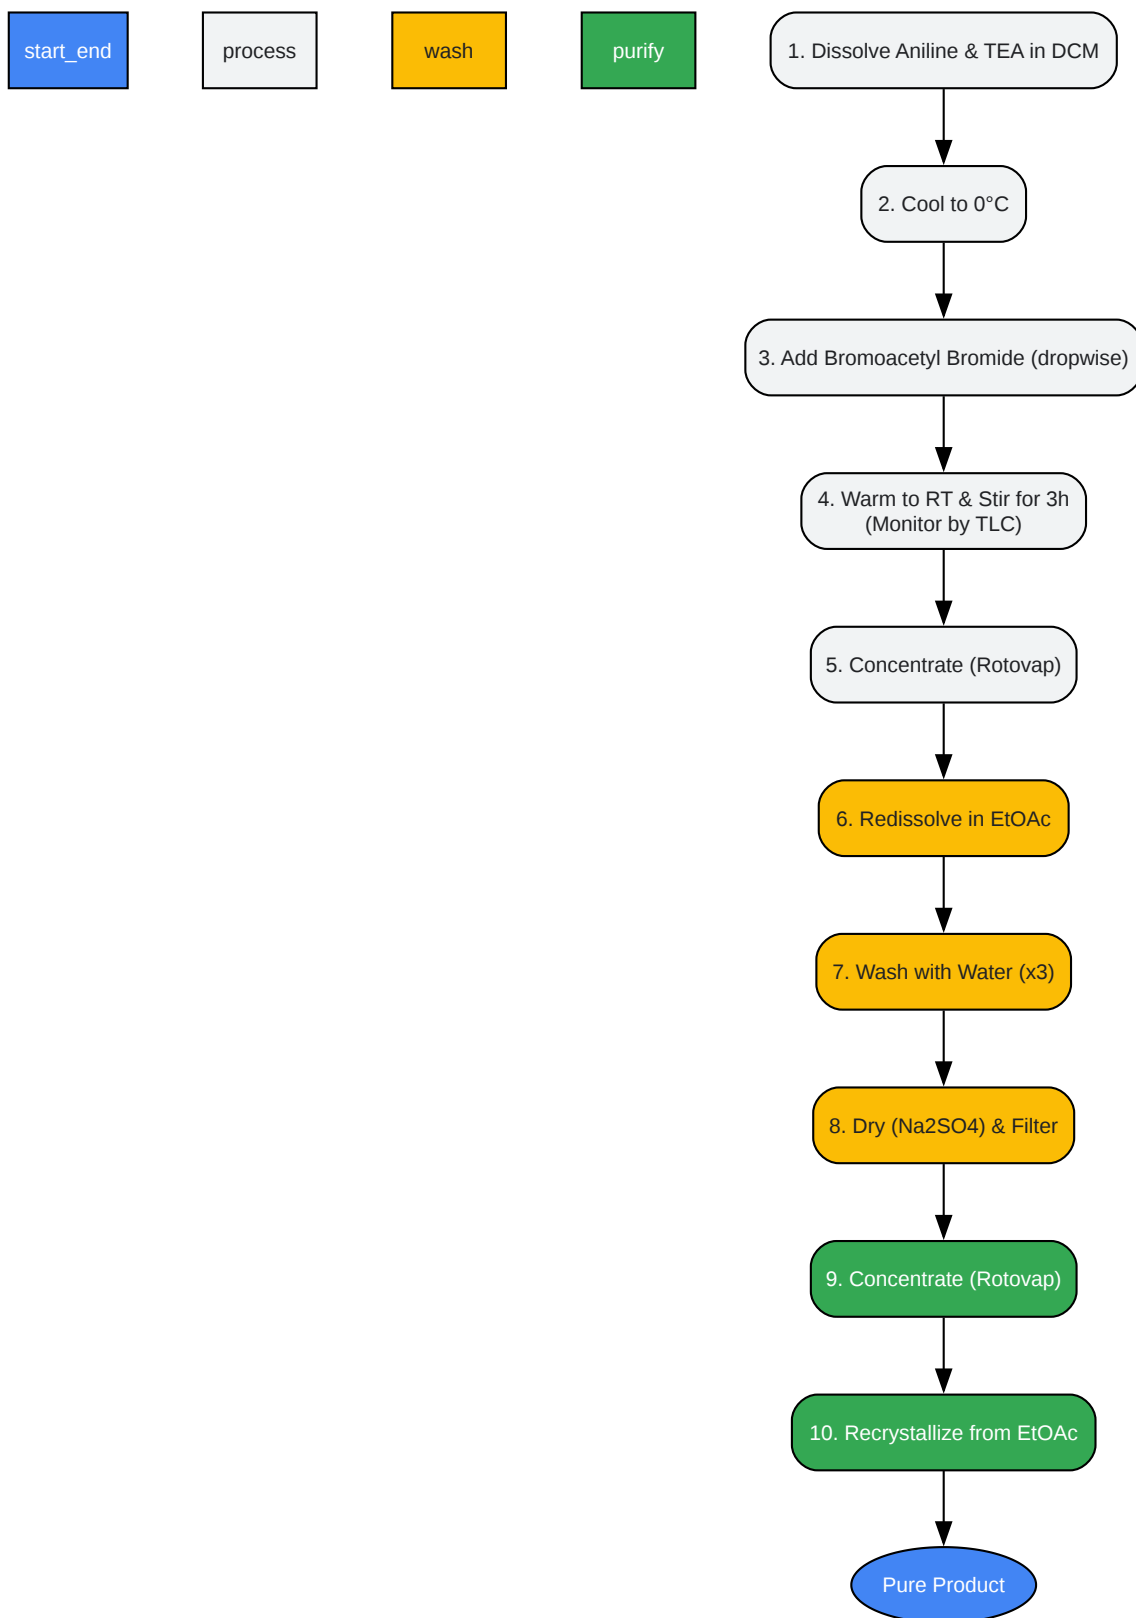 start_end
process
wash
purify
1. Dissolve Aniline & TEA in DCM
2. Cool to 0°C
3. Add Bromoacetyl Bromide (dropwise)
4. Warm to RT & Stir for 3h
(Monitor by TLC)
5. Concentrate (Rotovap)
6. Redissolve in EtOAc
7. Wash with Water (x3)
8. Dry (Na2SO4) & Filter
9. Concentrate (Rotovap)
10. Recrystallize from EtOAc
Pure Product